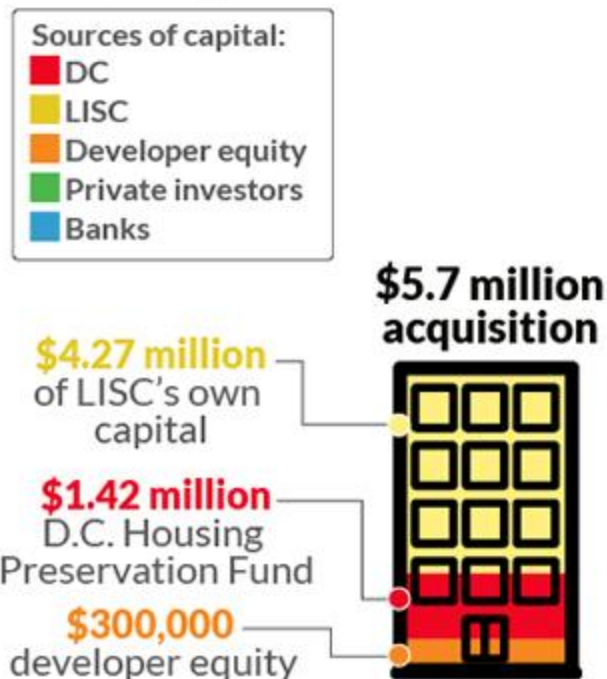 Sources of capital:
DC
LISC
Developer equity
Private investors
Banks
$5.7 million
acquisition
$4.27 million
of LISC’s own
capital
$1.42 million
D.C. Housing
Preservation Fund
$300,000
developer equity